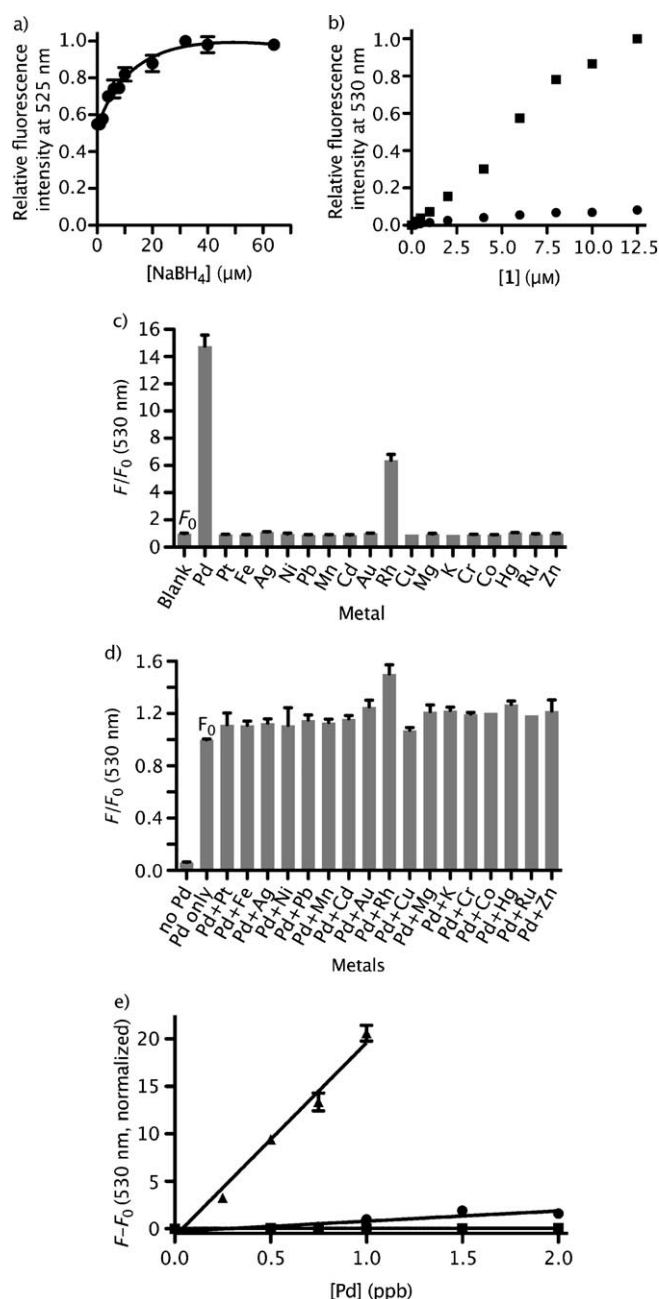 a)
Relative fluorescence
intensity at 525 nm
1.0
0.8
0.6
0.4
0.2
0.0
0 20 40 60
[NaBH4] (μM)
b)
Relative fluorescence
intensity at 530 nm
1.0
0.8
0.6
0.4
0.2
0.0
0.0 2.5 5.0 7.5 10.0 12.5
[1] (μM)
c)
F/F0 (530 nm)
16
14
12
10
8
6
4
2
0
F0
Blank
Pd
Pt
Fe
Ag
Ni
Pb
Mn
Cd
Au
Rh
Cu
Mg
K
Cr
Co
Hg
Ru
Zn
Metal
d)
F/F0 (530 nm)
1.6
1.2
0.8
0.4
0.0
F0
no Pd
Pd only
Pd+Pt
Pd+Fe
Pd+Ag
Pd+Ni
Pd+Pb
Pd+Mn
Pd+Cd
Pd+Au
Pd+Rh
Pd+Cu
Pd+Mg
Pd+K
Pd+Cr
Pd+Co
Pd+Hg
Pd+Ru
Pd+Zn
Metals
e)
F–F0 (530 nm, normalized)
20
15
10
5
0
0.0 0.5 1.0 1.5 2.0
[Pd] (ppb)